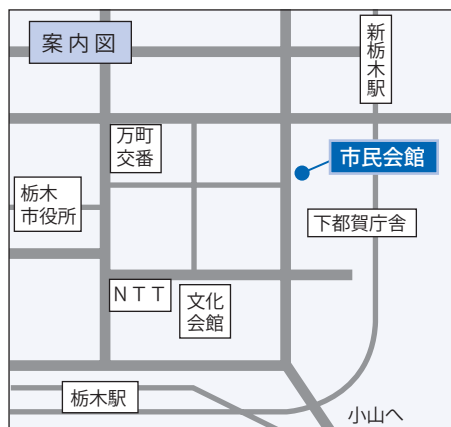 案内図
新栃木駅
万町
交番
市民会館
栃木
市役所
下都賀庁舎
ＮＴＴ
文化
会館
栃木駅
小山へ